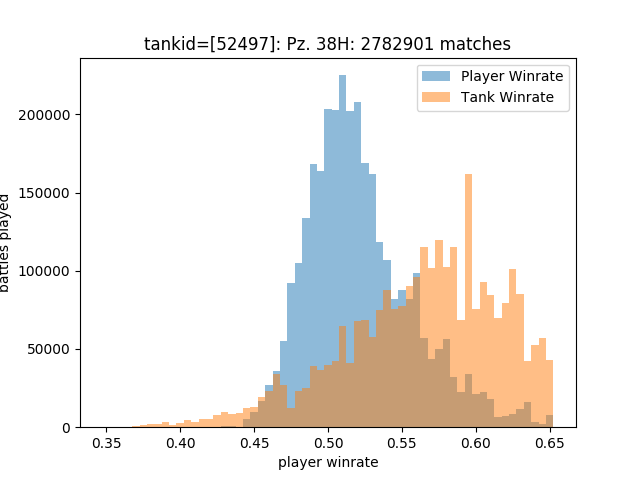 tankid=[52497]: Pz. 38H: 2782901 matches
Player Winrate
Tank Winrate
200000
150000
100000
50000
0
battles played
0.35 0.40 0.45 0.50 0.55 0.60 0.65
player winrate